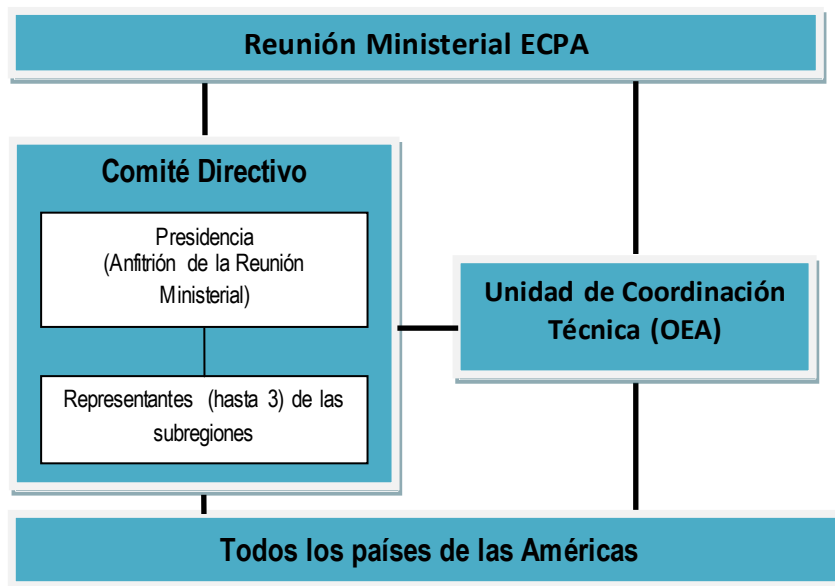 Reunión Ministerial ECPA
Comité Directivo
Presidencia
(Anfitrión de la Reunión
Ministerial)
Representantes (hasta 3) de las
subregiones
Unidad de Coordinación
Técnica (OEA)
Todos los países de las Américas